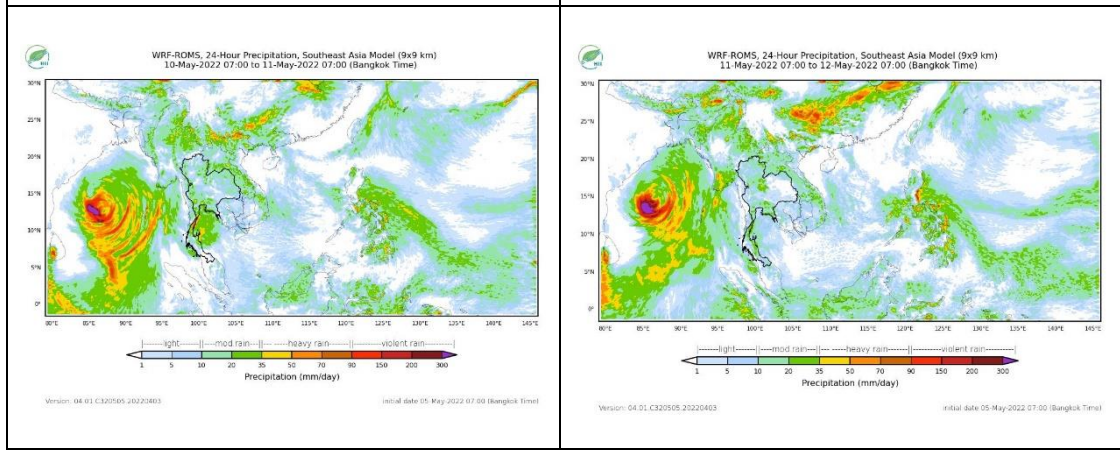 WRF-ROMS, 24-Hour Precipitation, Southeast Asia Model (9x9 km)
10-May-2022 07:00 to 11-May-2022 07:00 (Bangkok Time)
30°N
25°N
20°N
15°N
10°N
5°N
0°
80°E 85°E 90°E 95°E 100°E 105°E 110°E 115°E 120°E 125°E 130°E 135°E 140°E 145°E
|------light------||----mod rain---||--- -----heavy rain------||----------violent rain----------|
1 5 10 20 35 50 70 90 150 200 300
Precipitation (mm/day)
Version: 04.01.C320505.20220403 initial date 05-May-2022 07:00 (Bangkok Time)
WRF-ROMS, 24-Hour Precipitation, Southeast Asia Model (9x9 km)
11-May-2022 07:00 to 12-May-2022 07:00 (Bangkok Time)
30°N
25°N
20°N
15°N
10°N
5°N
0°
80°E 85°E 90°E 95°E 100°E 105°E 110°E 115°E 120°E 125°E 130°E 135°E 140°E 145°E
|-------light------||----mod rain---||--- -----heavy rain-------||----------violent rain----------|
1 5 10 20 35 50 70 90 150 200 300
Precipitation (mm/day)
Version: 04.01.C320505.20220403 initial date 05-May-2022 07:00 (Bangkok Time)